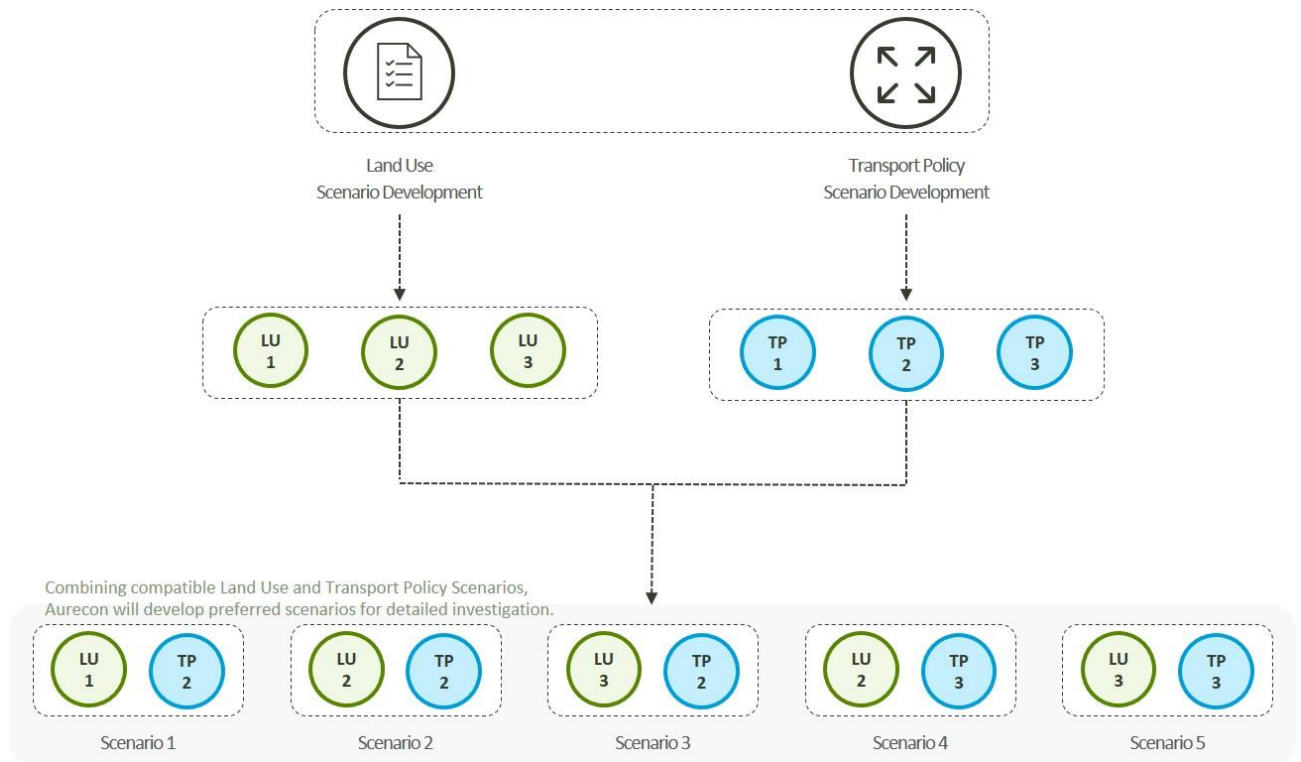 Land Use
Scenario Development
Transport Policy
Scenario Development
LU
1
LU
2
LU
3
TP
1
TP
2
TP
3
Combining compatible Land Use and Transport Policy Scenarios,
Aurecon will develop preferred scenarios for detailed investigation.
LU
1
TP
2
Scenario 1
LU
2
TP
2
Scenario 2
LU
3
TP
2
Scenario 3
LU
2
TP
3
Scenario 4
LU
3
TP
3
Scenario 5